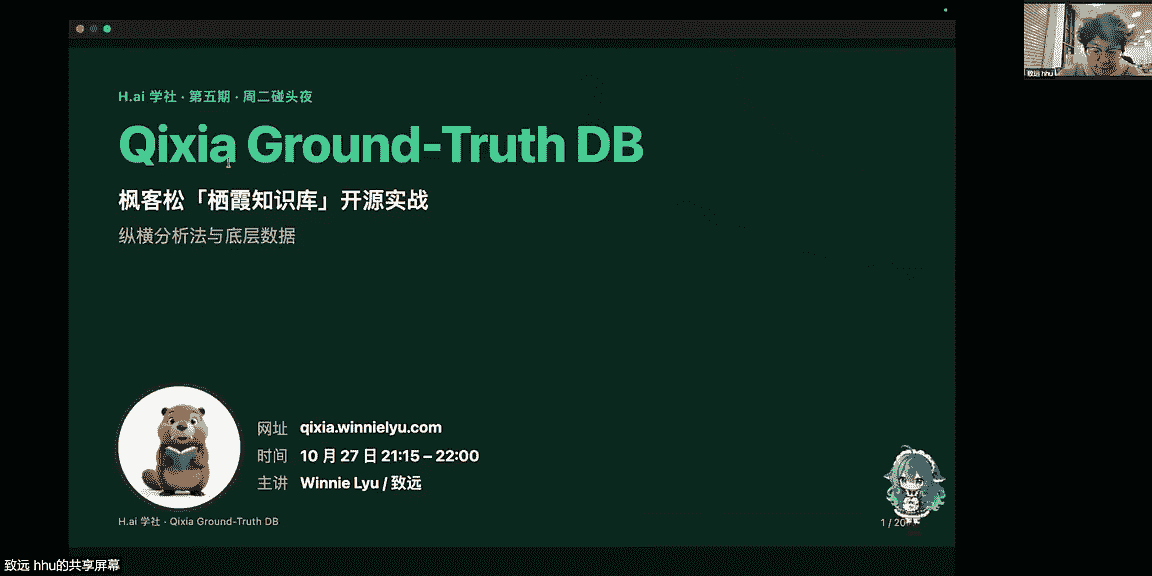 H.ai 学社 · 第五期 · 周二碰头夜
Qixia Ground-Truth DB
枫客松「栖霞知识库」开源实战
纵横分析法与底层数据
网址 qixia.winnielyu.com
时间 10 月 27 日 21:15 – 22:00
主讲 Winnie Lyu / 致远
H.ai 学社 · Qixia Ground-Truth DB
1 / 20
致远 hhu
致远 hhu的共享屏幕